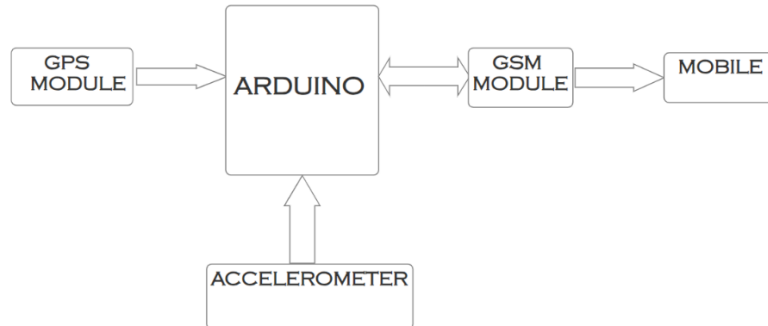 GPS
MODULE
ARDUINO
GSM
MODULE
MOBILE
ACCELEROMETER